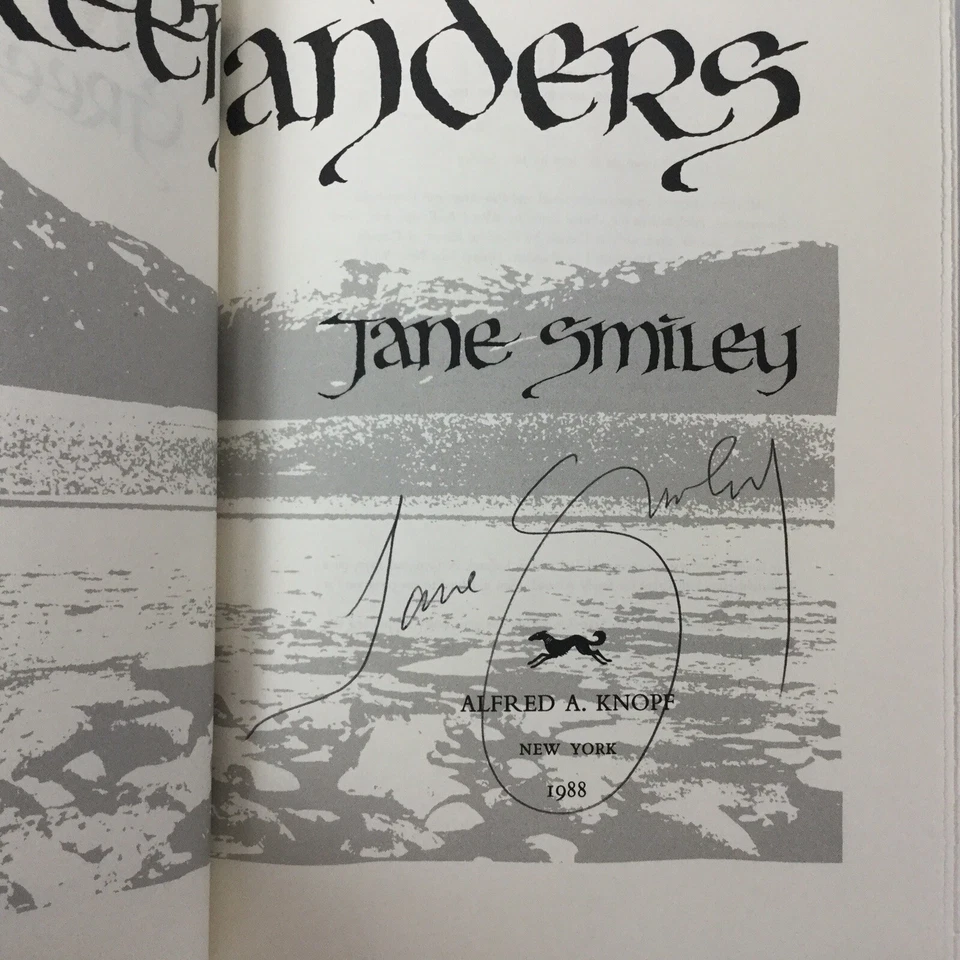 anders
Jane Smiley
Jane Smiley
ALFRED A. KNOPF
NEW YORK
1988